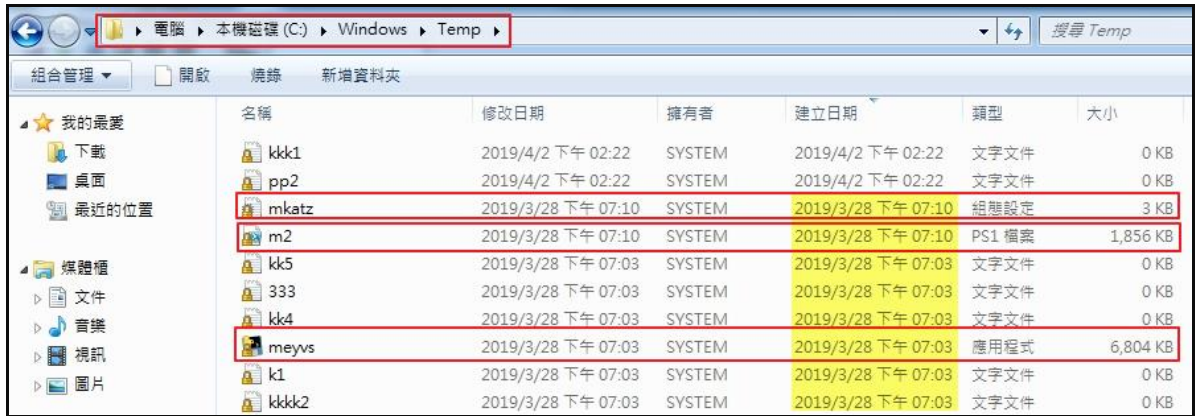 電腦 本機磁碟 (C:) Windows Temp 搜尋 Temp
組合管理 開啟 燒錄 新增資料夾
我的最愛
下載
桌面
最近的位置
媒體櫃
文件
音樂
視訊
圖片
名稱 修改日期 擁有者 建立日期 類型 大小
kkk1 2019/4/2 下午 02:22 SYSTEM 2019/4/2 下午 02:22 文字文件 0 KB
pp2 2019/4/2 下午 02:22 SYSTEM 2019/4/2 下午 02:22 文字文件 0 KB
mkatz 2019/3/28 下午 07:10 SYSTEM 2019/3/28 下午 07:10 組態設定 3 KB
m2 2019/3/28 下午 07:10 SYSTEM 2019/3/28 下午 07:10 PS1 檔案 1,856 KB
kk5 2019/3/28 下午 07:03 SYSTEM 2019/3/28 下午 07:03 文字文件 0 KB
333 2019/3/28 下午 07:03 SYSTEM 2019/3/28 下午 07:03 文字文件 0 KB
kk4 2019/3/28 下午 07:03 SYSTEM 2019/3/28 下午 07:03 文字文件 0 KB
meyvs 2019/3/28 下午 07:03 SYSTEM 2019/3/28 下午 07:03 應用程式 6,804 KB
k1 2019/3/28 下午 07:03 SYSTEM 2019/3/28 下午 07:03 文字文件 0 KB
kkkk2 2019/3/28 下午 07:03 SYSTEM 2019/3/28 下午 07:03 文字文件 0 KB